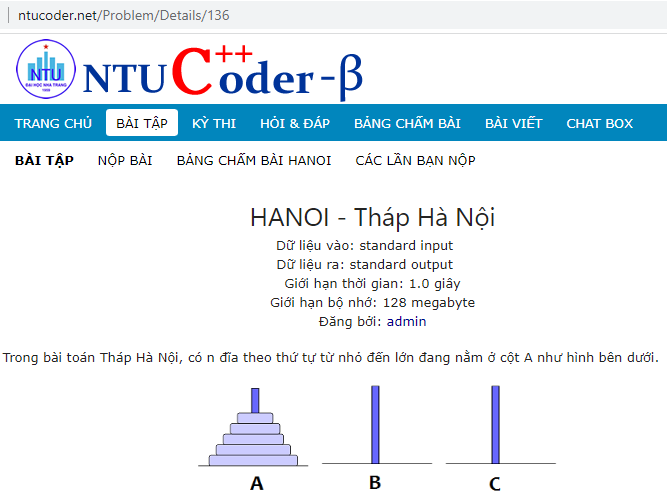 ntucoder.net/Problem/Details/136
NTU
ĐẠI HỌC NHA TRANG
NTUC++oder-β
TRANG CHỦ BÀI TẬP KỲ THI HỎI & ĐÁP BẢNG CHẤM BÀI BÀI VIẾT CHAT BOX
BÀI TẬP NỘP BÀI BẢNG CHẤM BÀI HANOI CÁC LẦN BẠN NỘP
HANOI - Tháp Hà Nội
Dữ liệu vào: standard input
Dữ liệu ra: standard output
Giới hạn thời gian: 1.0 giây
Giới hạn bộ nhớ: 128 megabyte
Đăng bởi: admin
Trong bài toán Tháp Hà Nội, có n đĩa theo thứ tự từ nhỏ đến lớn đang nằm ở cột A như hình bên dưới.
A B C